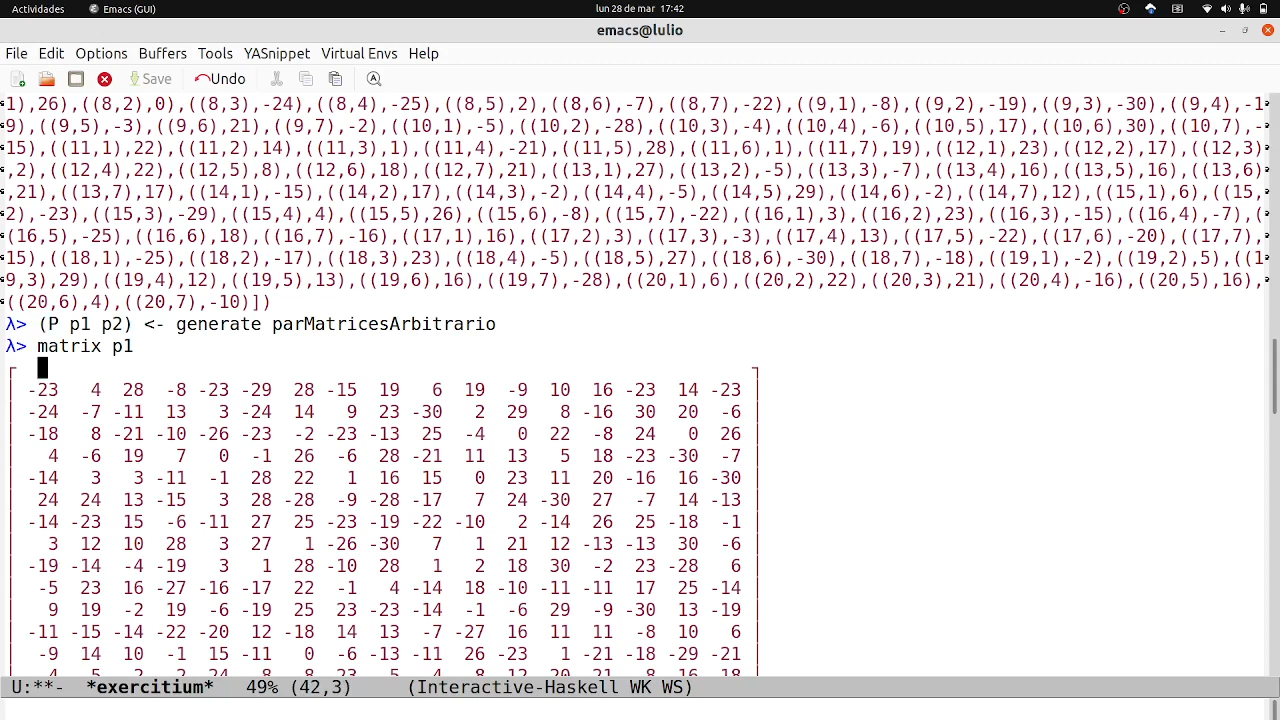 Actividades Emacs (GUI) lun 28 de mar 17:42
emacs@lulio
File Edit Options Buffers Tools YASnippet Virtual Envs Help
Save Undo
1),26),((8,2),0),((8,3),-24),((8,4),-25),((8,5),2),((8,6),-7),((8,7),-22),((9,1),-8),((9,2),-19),((9,3),-30),((9,4),-1
9),((9,5),-3),((9,6),21),((9,7),-2),((10,1),-5),((10,2),-28),((10,3),-4),((10,4),-6),((10,5),17),((10,6),30),((10,7),-
15),((11,1),22),((11,2),14),((11,3),1),((11,4),-21),((11,5),28),((11,6),1),((11,7),19),((12,1),23),((12,2),17),((12,3)
,2),((12,4),22),((12,5),8),((12,6),18),((12,7),21),((13,1),27),((13,2),-5),((13,3),-7),((13,4),16),((13,5),16),((13,6)
,21),((13,7),17),((14,1),-15),((14,2),17),((14,3),-2),((14,4),-5),((14,5),29),((14,6),-2),((14,7),12),((15,1),6),((15,
2),-23),((15,3),-29),((15,4),4),((15,5),26),((15,6),-8),((15,7),-22),((16,1),3),((16,2),23),((16,3),-15),((16,4),-7),(
(16,5),-25),((16,6),18),((16,7),-16),((17,1),16),((17,2),3),((17,3),-3),((17,4),13),((17,5),-22),((17,6),-20),((17,7),
15),((18,1),-25),((18,2),-17),((18,3),23),((18,4),-5),((18,5),27),((18,6),-30),((18,7),-18),((19,1),-2),((19,2),5),((1
9,3),29),((19,4),12),((19,5),13),((19,6),16),((19,7),-28),((20,1),6),((20,2),22),((20,3),21),((20,4),-16),((20,5),16),
((20,6),4),((20,7),-10)])
λ> (P p1 p2) <- generate parMatricesArbitrario
λ> matrix p1
┌ ┐
│ -23 4 28 -8 -23 -29 28 -15 19 6 19 -9 10 16 -23 14 -23 │
│ -24 -7 -11 13 3 -24 14 9 23 -30 2 29 8 -16 30 20 -6 │
│ -18 8 -21 -10 -26 -23 -2 -23 -13 25 -4 0 22 -8 24 0 26 │
│ 4 -6 19 7 0 -1 26 -6 28 -21 11 13 5 18 -23 -30 -7 │
│ -14 3 3 -11 -1 28 22 1 16 15 0 23 11 20 -16 16 -30 │
│ 24 24 13 -15 3 28 -28 -9 -28 -17 7 24 -30 27 -7 14 -13 │
│ -14 -23 15 -6 -11 27 25 -23 -19 -22 -10 2 -14 26 25 -18 -1 │
│ 3 12 10 28 3 27 1 -26 -30 7 1 21 12 -13 -13 30 -6 │
│ -19 -14 -4 -19 3 1 28 -10 28 1 2 18 30 -2 23 -28 6 │
│ -5 23 16 -27 -16 -17 22 -1 4 -14 18 -10 -11 -11 17 25 -14 │
│ 9 19 -2 19 -6 -19 25 23 -23 -14 -1 -6 29 -9 -30 13 -19 │
│ -11 -15 -14 -22 -20 12 -18 14 13 -7 -27 16 11 11 -8 10 6 │
│ -9 14 10 -1 15 -11 0 -6 -13 -11 26 -23 1 -21 -18 -29 -21 │
U:**- *exercitium* 49% (42,3) (Interactive-Haskell WK WS)